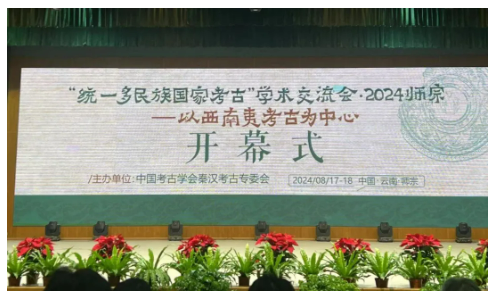 “统一多民族国家考古”学术交流会·2024师宗
——以西南夷考古为中心
开幕式
/主办单位:中国考古学会秦汉考古专委会 2024/08/17-18 中国·云南·师宗